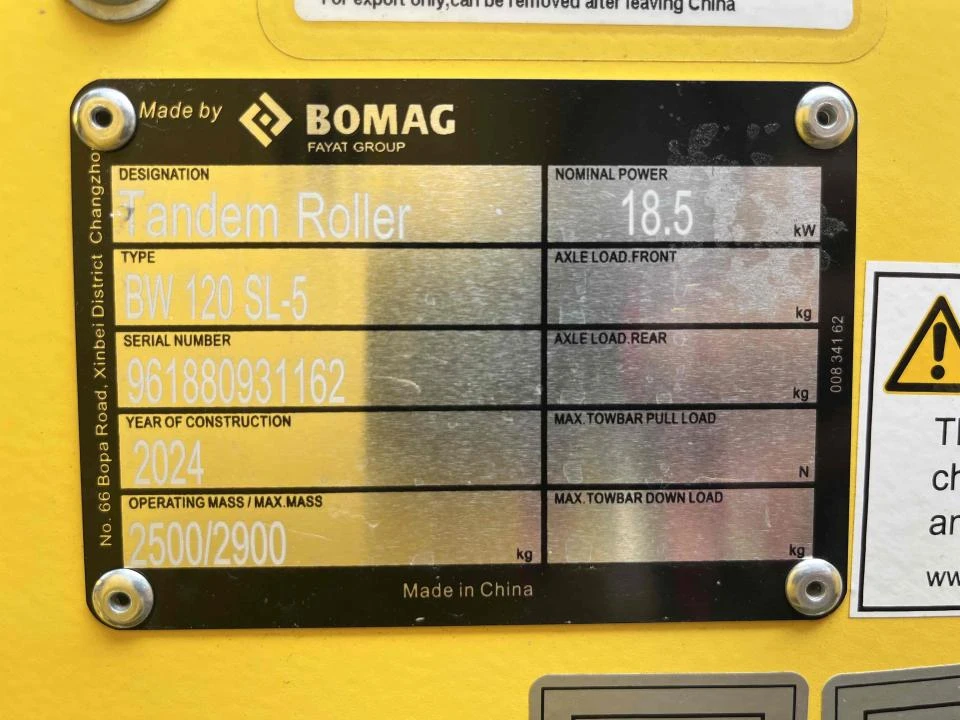 For export only,can be removed after leaving China
Made by BOMAG
FAYAT GROUP
DESIGNATION
Tandem Roller
NOMINAL POWER
18.5 kW
TYPE
BW 120 SL-5
AXLE LOAD.FRONT
kg
SERIAL NUMBER
961880931162
AXLE LOAD.REAR
kg
YEAR OF CONSTRUCTION
2024
MAX.TOWBAR PULL LOAD
N
OPERATING MASS / MAX.MASS
2500/2900 kg
MAX.TOWBAR DOWN LOAD
kg
Made in China
No. 66 Bopa Road, Xinbei District
008 341 62